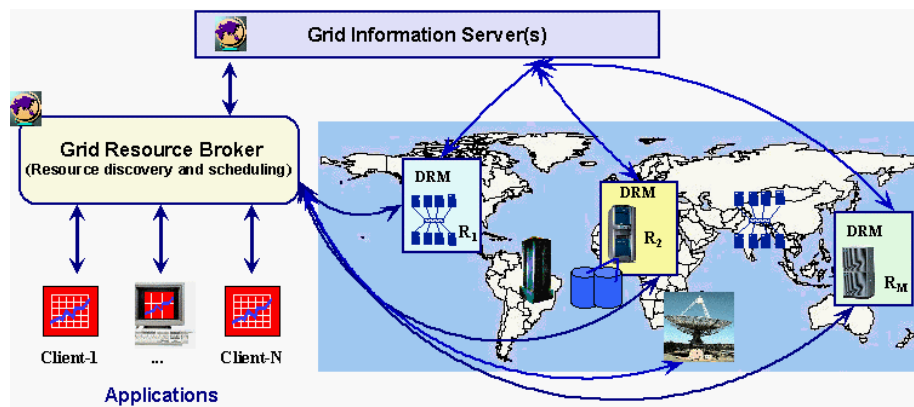 Grid Information Server(s)
Grid Resource Broker
(Resource discovery and scheduling)
DRM
R1
DRM
R2
DRM
RM
Client-1
...
Client-N
Applications